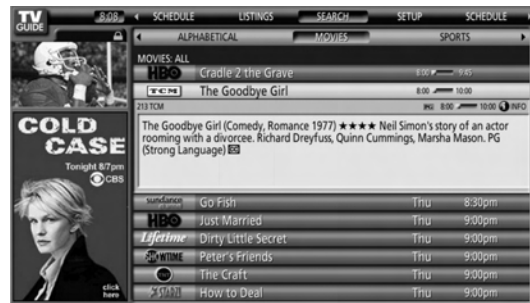 TV GUIDE
8:08
SCHEDULE LISTINGS SEARCH SETUP SCHEDULE
ALPHABETICAL MOVIES SPORTS
MOVIES: ALL
HBO Cradle 2 the Grave 8:00 9:45
TCM The Goodbye Girl 8:00 10:00
213 TCM 8:00 10:00 INFO
The Goodbye Girl (Comedy, Romance 1977) ★★★★ Neil Simon's story of an actor
rooming with a divorcee. Richard Dreyfuss, Quinn Cummings, Marsha Mason. PG
(Strong Language)
COLD
CASE
Tonight 8/7pm
CBS
click
here
sundance Go Fish Thu 8:30pm
HBO Just Married Thu 9:00pm
Lifetime Dirty Little Secret Thu 9:00pm
SHOWTIME Peter's Friends Thu 9:00pm
The Craft Thu 9:00pm
STARZ! How to Deal Thu 9:00pm